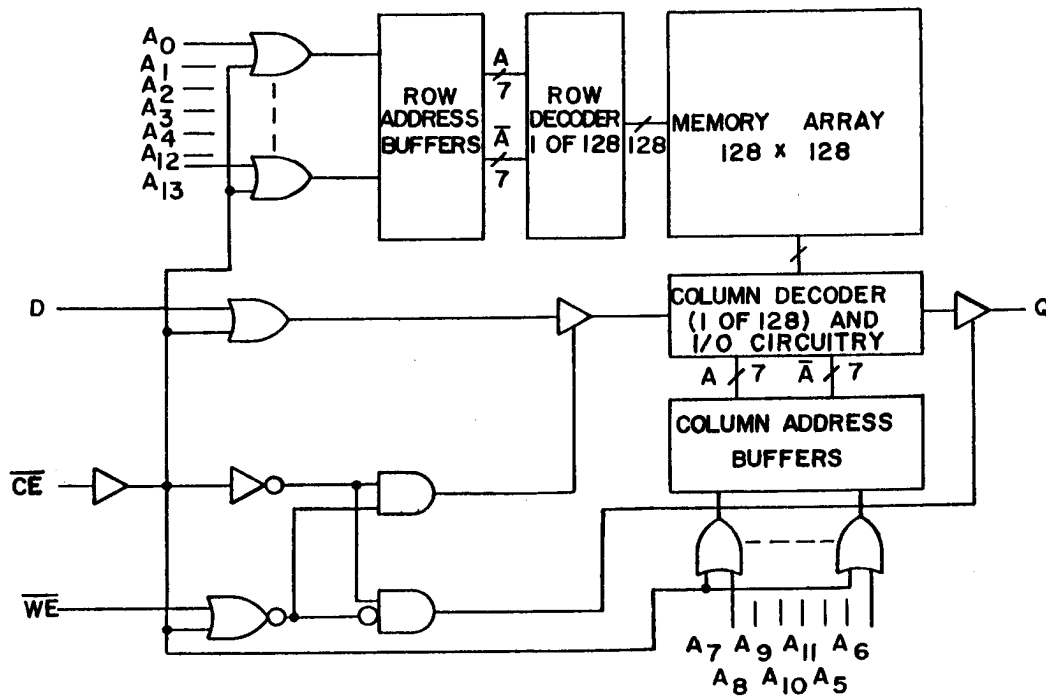 A0
A1
A2
A3
A4
A12
A13
ROW
ADDRESS
BUFFERS
A
7
A̅
7
ROW
DECODER
1 OF 128
128
MEMORY ARRAY
128 x 128
D
COLUMN DECODER
(1 OF 128) AND
I/O CIRCUITRY
Q
A 7 A̅ 7
COLUMN ADDRESS
BUFFERS
C̅E̅
W̅E̅
A7 A9 A11 A6
A8 A10 A5